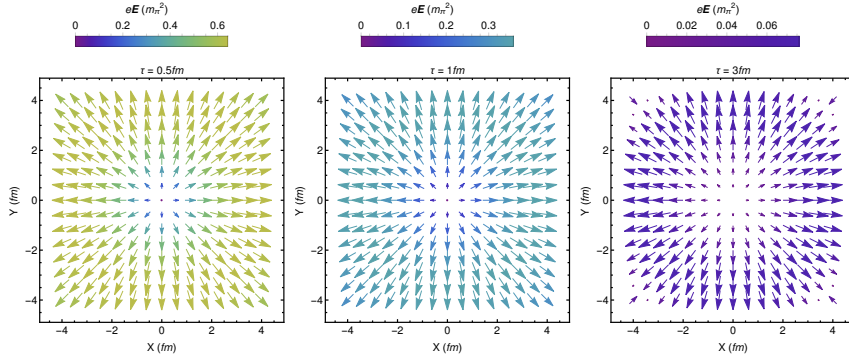 eE (mπ²) eE (mπ²) eE (mπ²)
0 0.2 0.4 0.6 0 0.1 0.2 0.3 0 0.02 0.04 0.06
τ = 0.5fm τ = 1fm τ = 3fm
4 4 4
2 2 2
Y (fm) 0 Y (fm) 0 Y (fm) 0
-2 -2 -2
-4 -4 -4
-4 -2 0 2 4 -4 -2 0 2 4 -4 -2 0 2 4
X (fm) X (fm) X (fm)